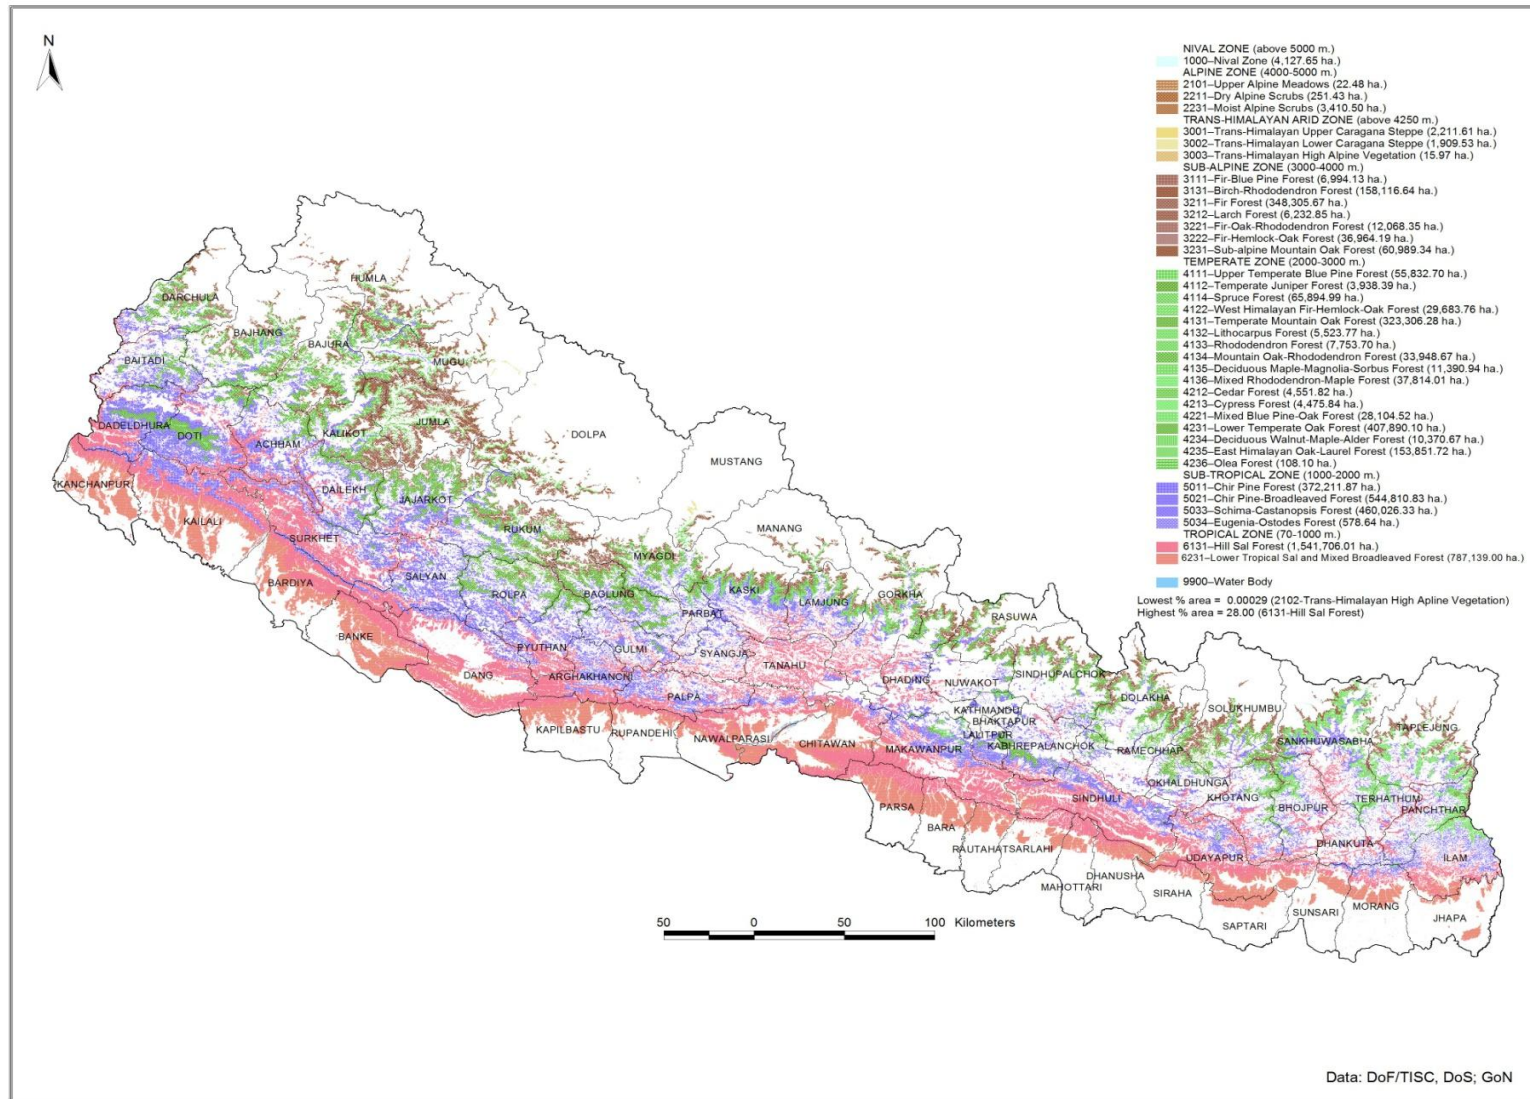 N
NIVAL ZONE (above 5000 m.)
1000–Nival Zone (4,127.65 ha.)
ALPINE ZONE (4000-5000 m.)
2101–Upper Alpine Meadows (22.48 ha.)
2211–Dry Alpine Scrubs (251.43 ha.)
2231–Moist Alpine Scrubs (3,410.50 ha.)
TRANS-HIMALAYAN ARID ZONE (above 4250 m.)
3001–Trans-Himalayan Upper Caragana Steppe (2,211.61 ha.)
3002–Trans-Himalayan Lower Caragana Steppe (1,909.53 ha.)
3003–Trans-Himalayan High Alpine Vegetation (15.97 ha.)
SUB-ALPINE ZONE (3000-4000 m.)
3111–Fir-Blue Pine Forest (6,994.13 ha.)
3131–Birch-Rhododendron Forest (158,116.64 ha.)
3211–Fir Forest (348,305.67 ha.)
3212–Larch Forest (6,232.85 ha.)
3221–Fir-Oak-Rhododendron Forest (12,068.35 ha.)
3222–Fir-Hemlock-Oak Forest (36,964.19 ha.)
3231–Sub-alpine Mountain Oak Forest (60,989.34 ha.)
TEMPERATE ZONE (2000-3000 m.)
4111–Upper Temperate Blue Pine Forest (55,832.70 ha.)
4112–Temperate Juniper Forest (3,938.39 ha.)
4114–Spruce Forest (65,894.99 ha.)
4122–West Himalayan Fir-Hemlock-Oak Forest (29,683.76 ha.)
4131–Temperate Mountain Oak Forest (323,306.28 ha.)
4132–Lithocarpus Forest (5,523.77 ha.)
4133–Rhododendron Forest (7,753.70 ha.)
4134–Mountain Oak-Rhododendron Forest (33,948.67 ha.)
4135–Deciduous Maple-Magnolia-Sorbus Forest (11,390.94 ha.)
4136–Mixed Rhododendron-Maple Forest (37,814.01 ha.)
4212–Cedar Forest (4,551.82 ha.)
4213–Cypress Forest (4,475.84 ha.)
4221–Mixed Blue Pine-Oak Forest (28,104.52 ha.)
4231–Lower Temperate Oak Forest (407,890.10 ha.)
4234–Deciduous Walnut-Maple-Alder Forest (10,370.67 ha.)
4235–East Himalayan Oak-Laurel Forest (153,851.72 ha.)
4236–Olea Forest (108.10 ha.)
SUB-TROPICAL ZONE (1000-2000 m.)
5011–Chir Pine Forest (372,211.87 ha.)
5021–Chir Pine-Broadleaved Forest (544,810.83 ha.)
5033–Schima-Castanopsis Forest (460,026.33 ha.)
5034–Eugenia-Ostodes Forest (578.64 ha.)
TROPICAL ZONE (70-1000 m.)
6131–Hill Sal Forest (1,541,706.01 ha.)
6231–Lower Tropical Sal and Mixed Broadleaved Forest (787,139.00 ha.)
9900–Water Body
Lowest % area = 0.00029 (2102-Trans-Himalayan High Apline Vegetation)
Highest % area = 28.00 (6131-Hill Sal Forest)
HUMLA
DARCHULA
BAJHANG
BAJURA
BAITADI
MUGU
DADELDHURA
DOTI
ACHHAM
KALIKOT
JUMLA
DOLPA
MUSTANG
KANCHANPUR
DAILEKH
JAJARKOT
KAILALI
SURKHET
RUKUM
MANANG
MYAGDI
BARDIYA
SALYAN
ROLPA
BAGLUNG
KASKI
LAMJUNG
GORKHA
PARBAT
RASUWA
BANKE
PYUTHAN
GULMI
SYANGJA
TANAHU
DANG
ARGHAKHANCHI
PALPA
DHADING
NUWAKOT
SINDHUPALCHOK
DOLAKHA
SOLUKHUMBU
KAPILBASTU
RUPANDEHI
NAWALPARASI
CHITAWAN
KATHMANDU
BHAKTAPUR
LALITPUR
MAKAWANPUR
KABHREPALANCHOK
RAMECHHAP
SANKHUWASABHA
TAPLEJUNG
OKHALDHUNGA
KHOTANG
BHOJPUR
TERHATHUM
PANCHTHAR
PARSA
BARA
SINDHULI
RAUTAHAT
SARLAHI
UDAYAPUR
DHANKUTA
ILAM
MAHOTTARI
DHANUSHA
SIRAHA
SAPTARI
SUNSARI
MORANG
JHAPA
50 0 50 100 Kilometers
Data: DoF/TISC, DoS; GoN